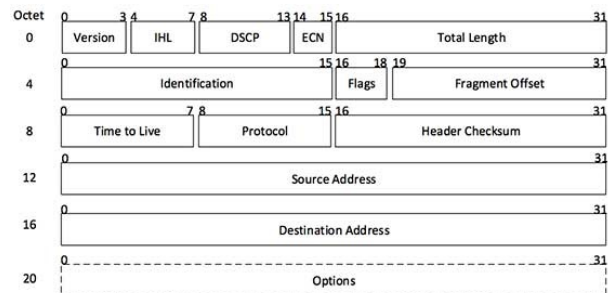 Octet 0 3 4 7 8 13 14 15 16 31
0 Version IHL DSCP ECN Total Length
0 15 16 18 19 31
4 Identification Flags Fragment Offset
0 7 8 15 16 31
8 Time to Live Protocol Header Checksum
0 31
12 Source Address
0 31
16 Destination Address
0 31
20 Options